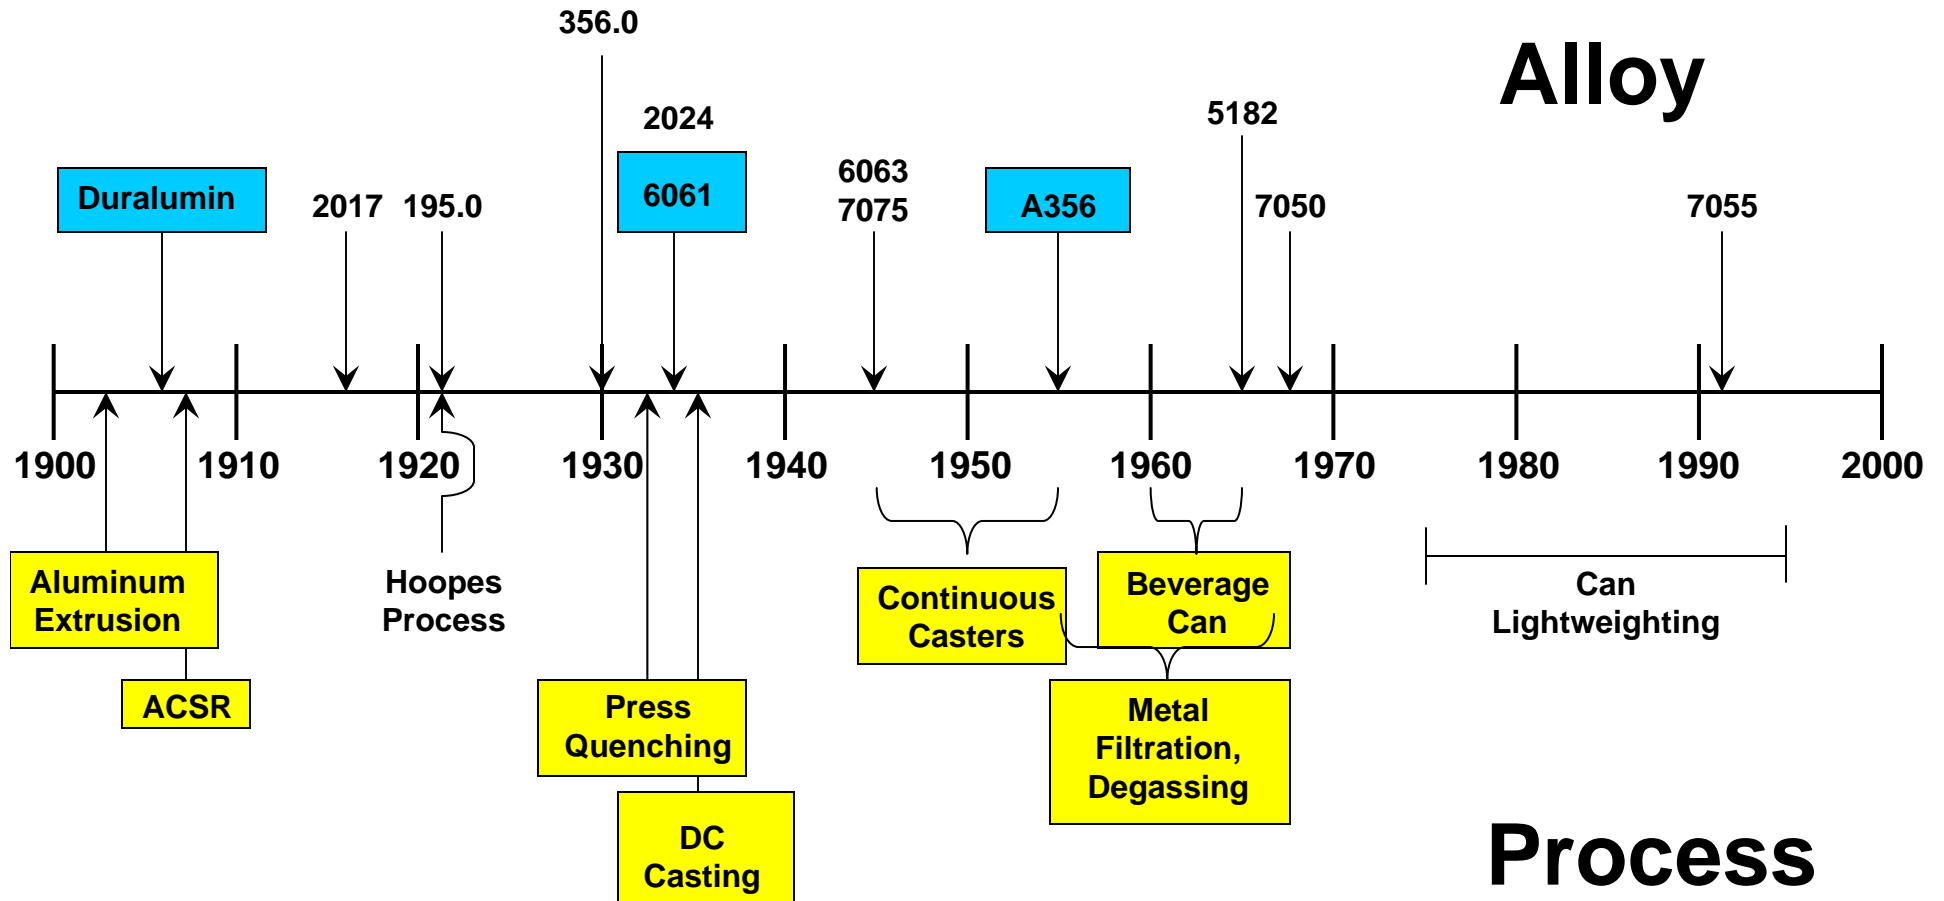 356.0
Alloy
2024
5182
Duralumin
2017
195.0
6061
6063
7075
A356
7050
7055
1900
1910
1920
1930
1940
1950
1960
1970
1980
1990
2000
Aluminum
Extrusion
ACSR
Hoopes
Process
Press
Quenching
DC
Casting
Continuous
Casters
Beverage
Can
Metal
Filtration,
Degassing
Can
Lightweighting
Process